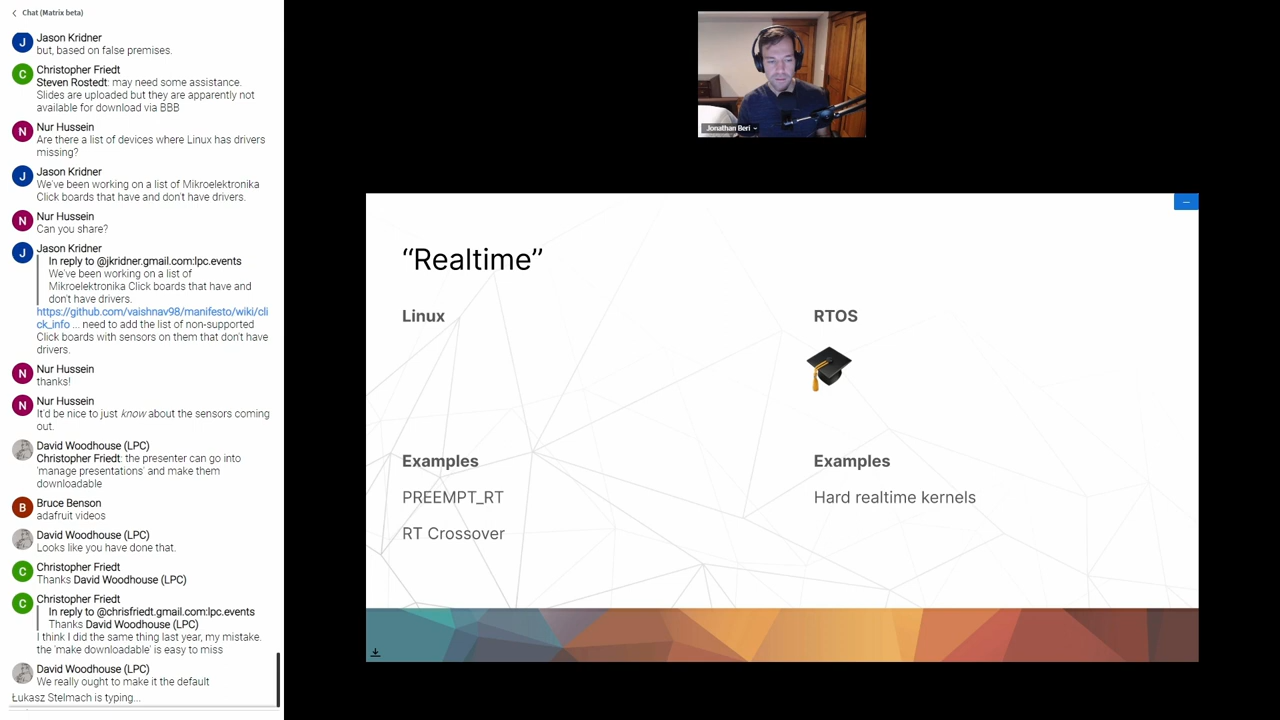 Chat (Matrix beta)
Jason Kridner
but, based on false premises.
Christopher Friedt
Steven Rostedt: may need some assistance.
Slides are uploaded but they are apparently not
available for download via BBB
Nur Hussein
Are there a list of devices where Linux has drivers
missing?
Jason Kridner
We've been working on a list of Mikroelektronika
Click boards that have and don't have drivers.
Nur Hussein
Can you share?
Jason Kridner
In reply to @jkridner.gmail.com:lpc.events
We've been working on a list of
Mikroelektronika Click boards that have and
don't have drivers.
https://github.com/vaishnav98/manifesto/wiki/cli
ck_info ... need to add the list of non-supported
Click boards with sensors on them that don't have
drivers.
Nur Hussein
thanks!
Nur Hussein
It'd be nice to just know about the sensors coming
out.
David Woodhouse (LPC)
Christopher Friedt: the presenter can go into
'manage presentations' and make them
downloadable
Bruce Benson
adafruit videos
David Woodhouse (LPC)
Looks like you have done that.
Christopher Friedt
Thanks David Woodhouse (LPC)
Christopher Friedt
In reply to @chrisfriedt.gmail.com:lpc.events
Thanks David Woodhouse (LPC)
I think I did the same thing last year, my mistake.
the 'make downloadable' is easy to miss
David Woodhouse (LPC)
We really ought to make it the default
Łukasz Stelmach is typing...
Jonathan Beri
“Realtime”
Linux
RTOS
Examples
PREEMPT_RT
RT Crossover
Examples
Hard realtime kernels